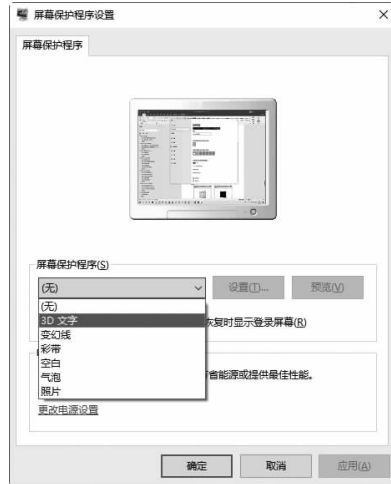 屏幕保护程序设置
屏幕保护程序
屏幕保护程序(S)
(无)
设置(T)...
预览(V)
(无)
3D 文字
恢复时显示登录屏幕(R)
变幻线
彩带
空白
气泡
省能源或提供最佳性能。
照片
更改电源设置
确定
取消
应用(A)